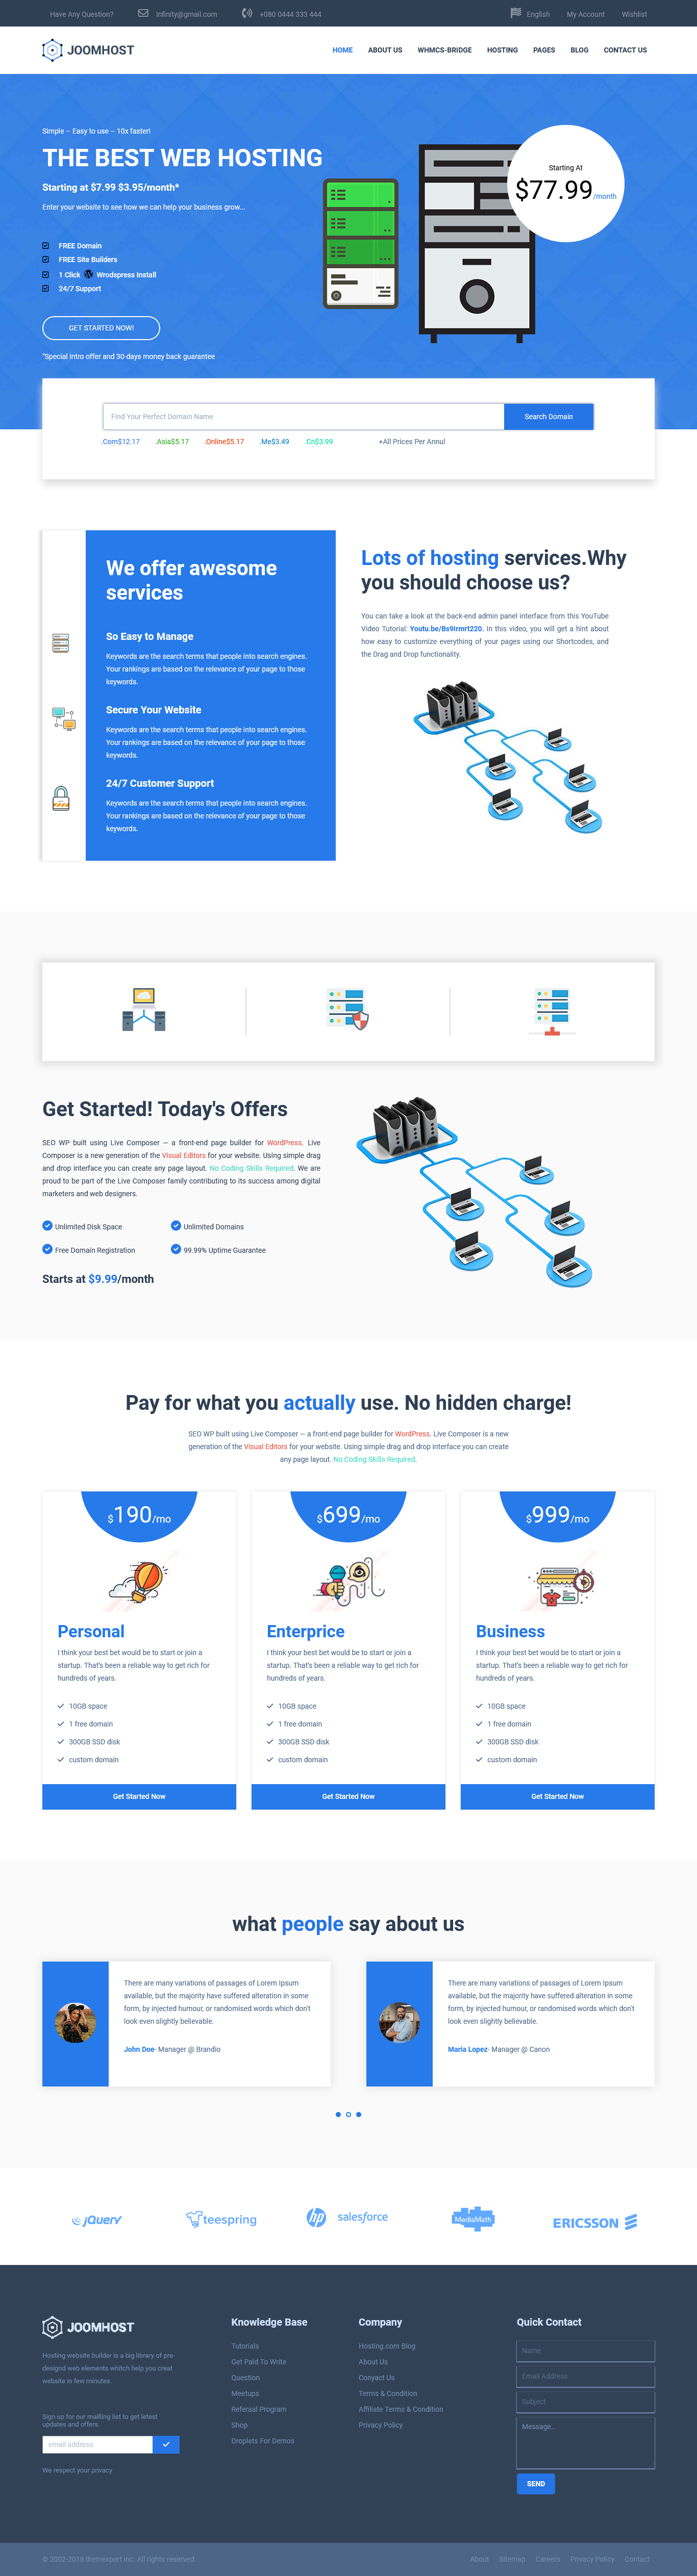 Have Any Question? infinity@gmail.com +080 0444 333 444 English My Account Wishlist
JOOMHOST HOME ABOUT US WHMCS-BRIDGE HOSTING PAGES BLOG CONTACT US
Simple – Easy to use – 10x faster!
THE BEST WEB HOSTING
Starting at $7.99 $3.95/month*
Enter your website to see how we can help your business grow...
FREE Domain
FREE Site Builders
1 Click Wrodspress Install
24/7 Support
GET STARTED NOW!
*Special intro offer and 30-days money back guarantee
Starting At
$77.99/month
Find Your Perfect Domain Name Search Domain
.Com$12.17 .Asia$5.17 .Online$5.17 .Me$3.49 .Cn$3.99 +All Prices Per Annul
We offer awesome
services
So Easy to Manage
Keywords are the search terms that people into search engines.
Your rankings are based on the relevance of your page to those
keywords.
Secure Your Website
Keywords are the search terms that people into search engines.
Your rankings are based on the relevance of your page to those
keywords.
24/7 Customer Support
Keywords are the search terms that people into search engines.
Your rankings are based on the relevance of your page to those
keywords.
Lots of hosting services.Why
you should choose us?
You can take a look at the back-end admin panel interface from this YouTube
Video Tutorial: Youtu.be/Bs9Irmrt220. In this video, you will get a hint about
how easy to customize everything of your pages using our Shortcodes, and
the Drag and Drop functionality.
Get Started! Today's Offers
SEO WP built using Live Composer — a front-end page builder for WordPress. Live
Composer is a new generation of the Visual Editors for your website. Using simple drag
and drop interface you can create any page layout. No Coding Skills Required. We are
proud to be part of the Live Composer family contributing to its success among digital
marketers and web designers.
Unlimited Disk Space Unlimited Domains
Free Domain Registration 99.99% Uptime Guarantee
Starts at $9.99/month
Pay for what you actually use. No hidden charge!
SEO WP built using Live Composer — a front-end page builder for WordPress. Live Composer is a new
generation of the Visual Editors for your website. Using simple drag and drop interface you can create
any page layout. No Coding Skills Required.
$190/mo
Personal
I think your best bet would be to start or join a
startup. That's been a reliable way to get rich for
hundreds of years.
10GB space
1 free domain
300GB SSD disk
custom domain
Get Started Now
$699/mo
Enterprice
I think your best bet would be to start or join a
startup. That's been a reliable way to get rich for
hundreds of years.
10GB space
1 free domain
300GB SSD disk
custom domain
Get Started Now
$999/mo
Business
I think your best bet would be to start or join a
startup. That's been a reliable way to get rich for
hundreds of years.
10GB space
1 free domain
300GB SSD disk
custom domain
Get Started Now
what people say about us
There are many variations of passages of Lorem Ipsum
available, but the majority have suffered alteration in some
form, by injected humour, or randomised words which don't
look even slightly believable.
John Doe- Manager @ Brandio
There are many variations of passages of Lorem Ipsum
available, but the majority have suffered alteration in some
form, by injected humour, or randomised words which don't
look even slightly believable.
Maria Lopez- Manager @ Canon
jQuery teespring hp salesforce MediaMath ERICSSON
JOOMHOST
Hosting website builder is a big library of pre-
designd web elements whitch help you creat
website in few minutes.
Sign up for our mailling list to get latest
updates and offers.
email address
We respect your privacy
Knowledge Base
Tutorials
Get Paid To Write
Question
Meetups
Referaal Program
Shop
Droplets For Demos
Company
Hosting.com Blog
About Us
Conyact Us
Terms & Condition
Affiliate Terms & Condition
Privacy Policy
Quick Contact
Name
Email Address
Subject
Message..
SEND
© 2002-2018 themexpert Inc. All rights reserved. About Sitemap Careers Privacy Policy Contact